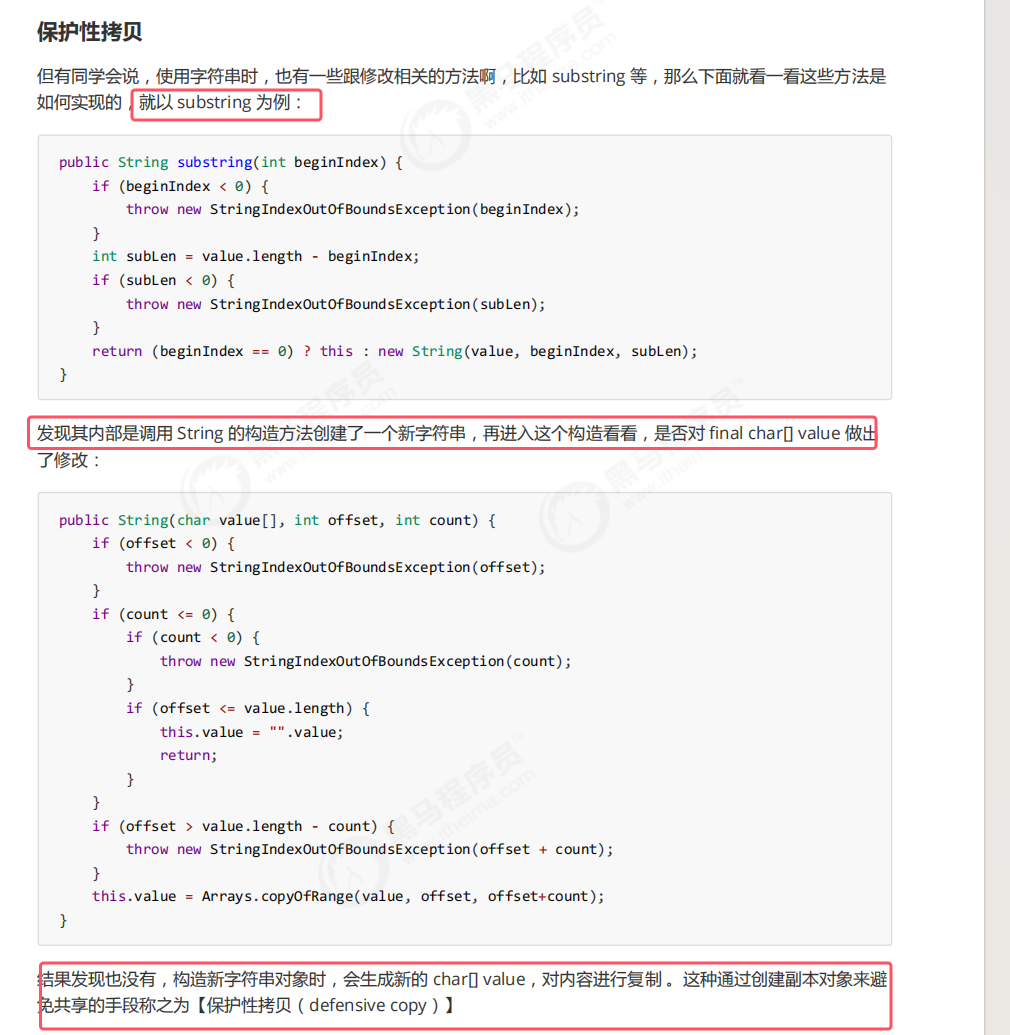 保护性拷贝
但有同学会说，使用字符串时，也有一些跟修改相关的方法啊，比如 substring 等，那么下面就看一看这些方法是
如何实现的，就以 substring 为例：
public String substring(int beginIndex) {
    if (beginIndex < 0) {
        throw new StringIndexOutOfBoundsException(beginIndex);
    }
    int subLen = value.length - beginIndex;
    if (subLen < 0) {
        throw new StringIndexOutOfBoundsException(subLen);
    }
    return (beginIndex == 0) ? this : new String(value, beginIndex, subLen);
}
发现其内部是调用 String 的构造方法创建了一个新字符串，再进入这个构造看看，是否对 final char[] value 做出
了修改：
public String(char value[], int offset, int count) {
    if (offset < 0) {
        throw new StringIndexOutOfBoundsException(offset);
    }
    if (count <= 0) {
        if (count < 0) {
            throw new StringIndexOutOfBoundsException(count);
        }
        if (offset <= value.length) {
            this.value = "".value;
            return;
        }
    }
    if (offset > value.length - count) {
        throw new StringIndexOutOfBoundsException(offset + count);
    }
    this.value = Arrays.copyOfRange(value, offset, offset+count);
}
结果发现也没有，构造新字符串对象时，会生成新的 char[] value，对内容进行复制 。这种通过创建副本对象来避
免共享的手段称之为【保护性拷贝（defensive copy）】
黑马程序员™
www.itheima.com